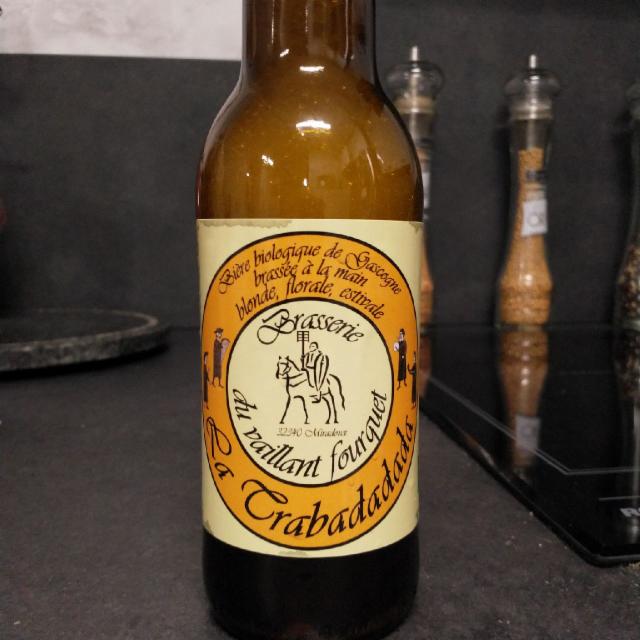 Bière biologique de Gascogne
brassée à la main
blonde, florale, estivale
Brasserie
32340 Miradoux
du vaillant fourquet
La Trabadadada